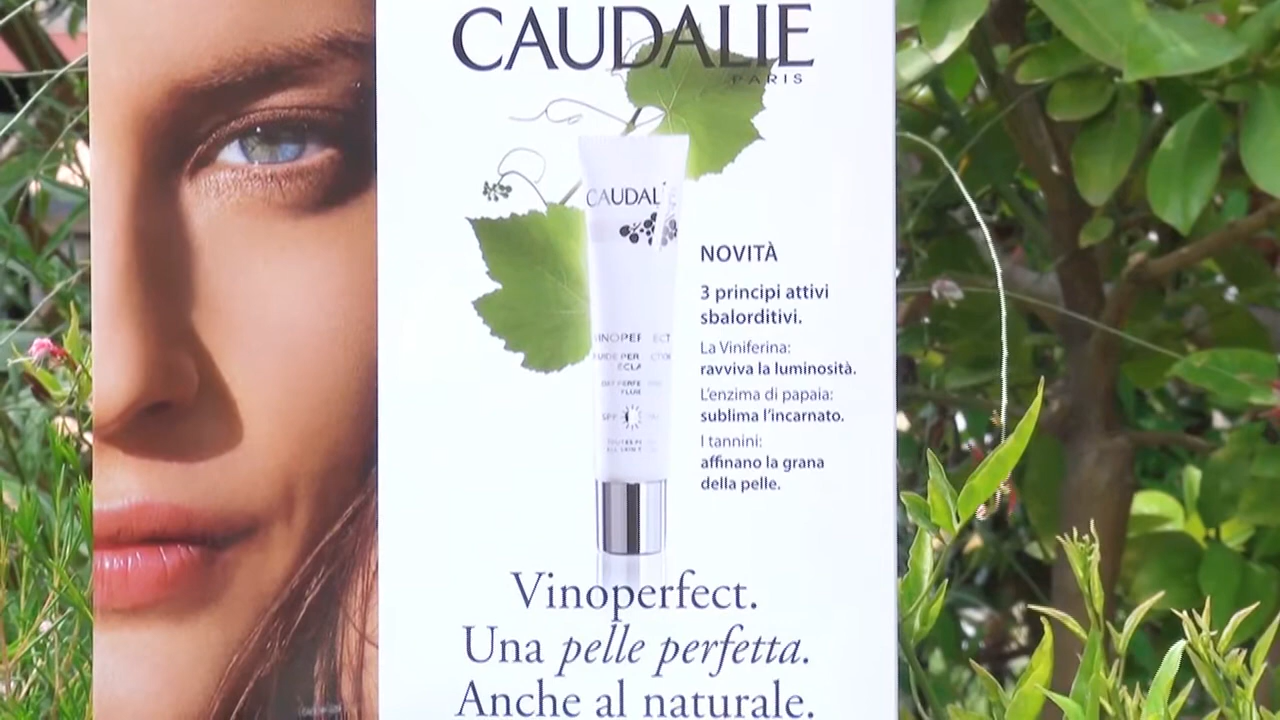 CAUDALIE
PARIS
CAUDAL
NOVITÀ
3 principi attivi
sbalorditivi.
La Viniferina:
ravviva la luminosità.
L'enzima di papaia:
sublima l'incarnato.
I tannini:
affinano la grana
della pelle.
Vinoperfect.
Una pelle perfetta.
Anche al naturale.